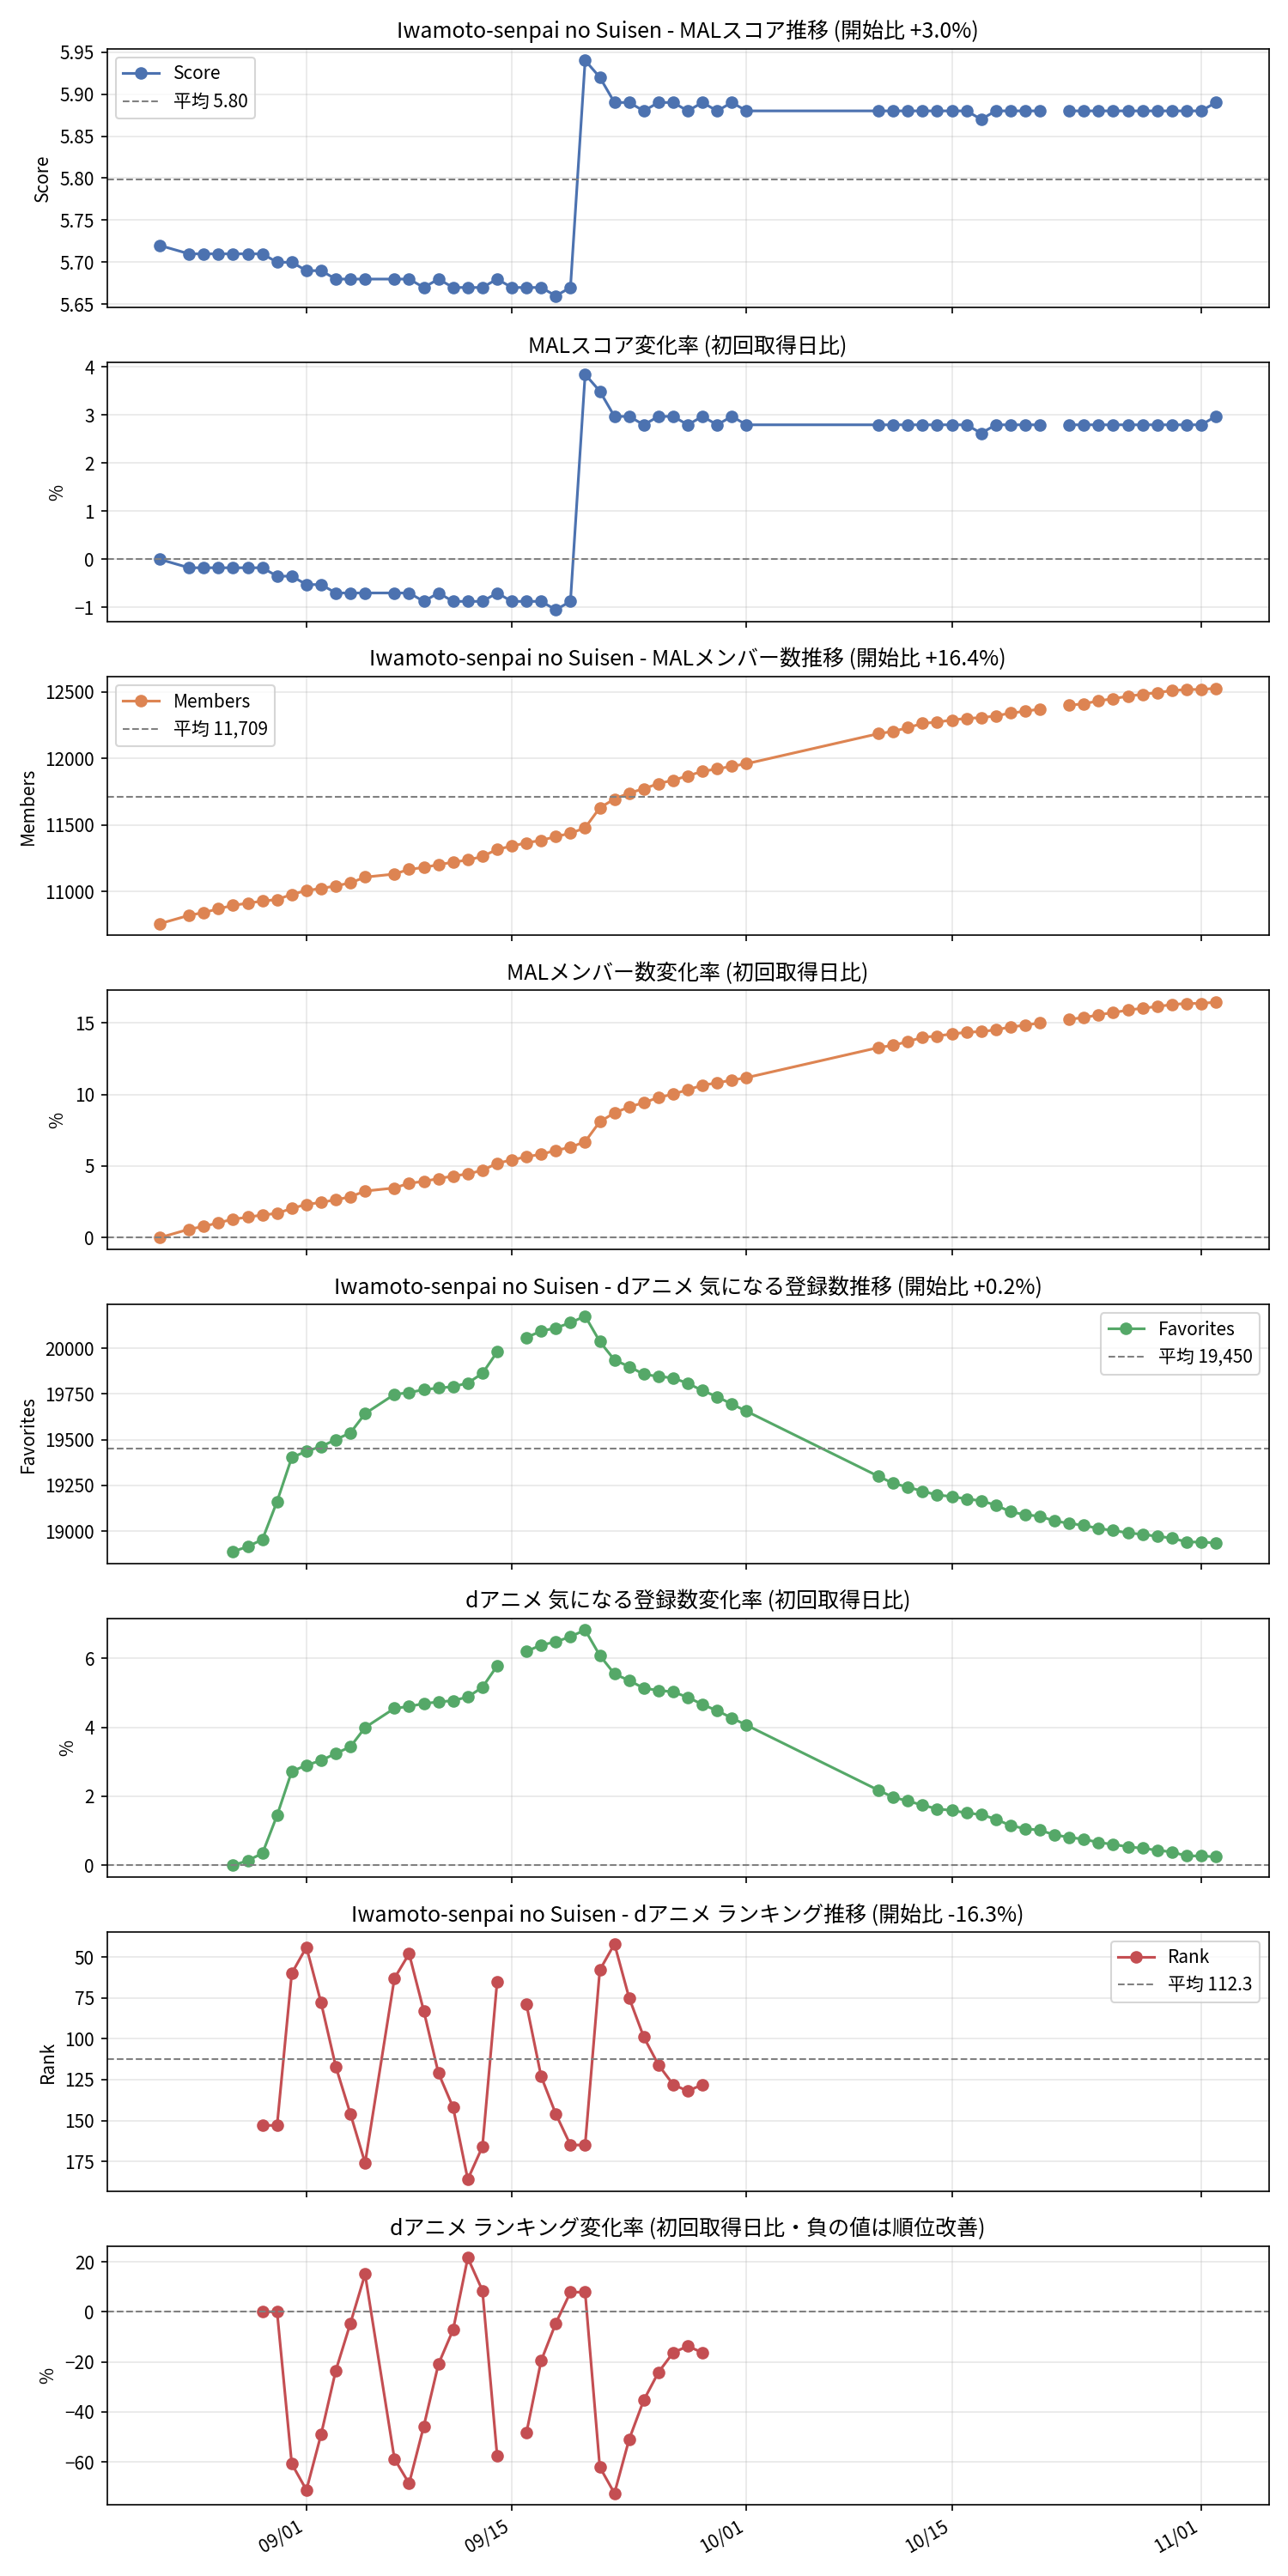 Iwamoto-senpai no Suisen - MALスコア推移 (開始比 +3.0%)
5.95
5.90
5.85
5.80
5.75
5.70
5.65
Score
Score
平均 5.80
MALスコア変化率 (初回取得日比)
4
3
2
1
0
−1
%
Iwamoto-senpai no Suisen - MALメンバー数推移 (開始比 +16.4%)
12500
12000
11500
11000
Members
Members
平均 11,709
MALメンバー数変化率 (初回取得日比)
15
10
5
0
%
Iwamoto-senpai no Suisen - dアニメ 気になる登録数推移 (開始比 +0.2%)
20000
19750
19500
19250
19000
Favorites
Favorites
平均 19,450
dアニメ 気になる登録数変化率 (初回取得日比)
6
4
2
0
%
Iwamoto-senpai no Suisen - dアニメ ランキング推移 (開始比 -16.3%)
50
75
100
125
150
175
Rank
Rank
平均 112.3
dアニメ ランキング変化率 (初回取得日比・負の値は順位改善)
20
0
−20
−40
−60
%
09/01
09/15
10/01
10/15
11/01